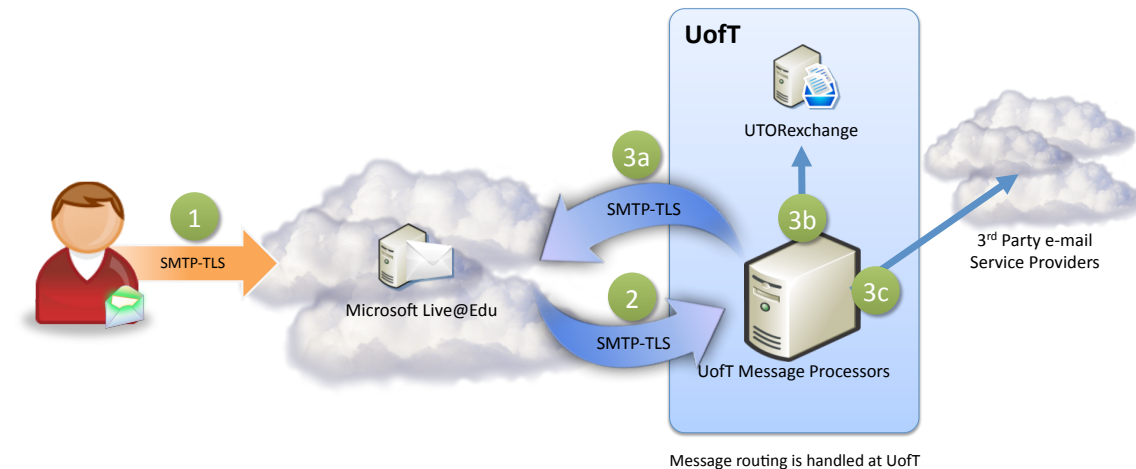 UofT
UTORexchange
3a
SMTP-TLS
1
SMTP-TLS
3b
3rd Party e-mail
Service Providers
3c
Microsoft Live@Edu
2
SMTP-TLS
UofT Message Processors
Message routing is handled at UofT